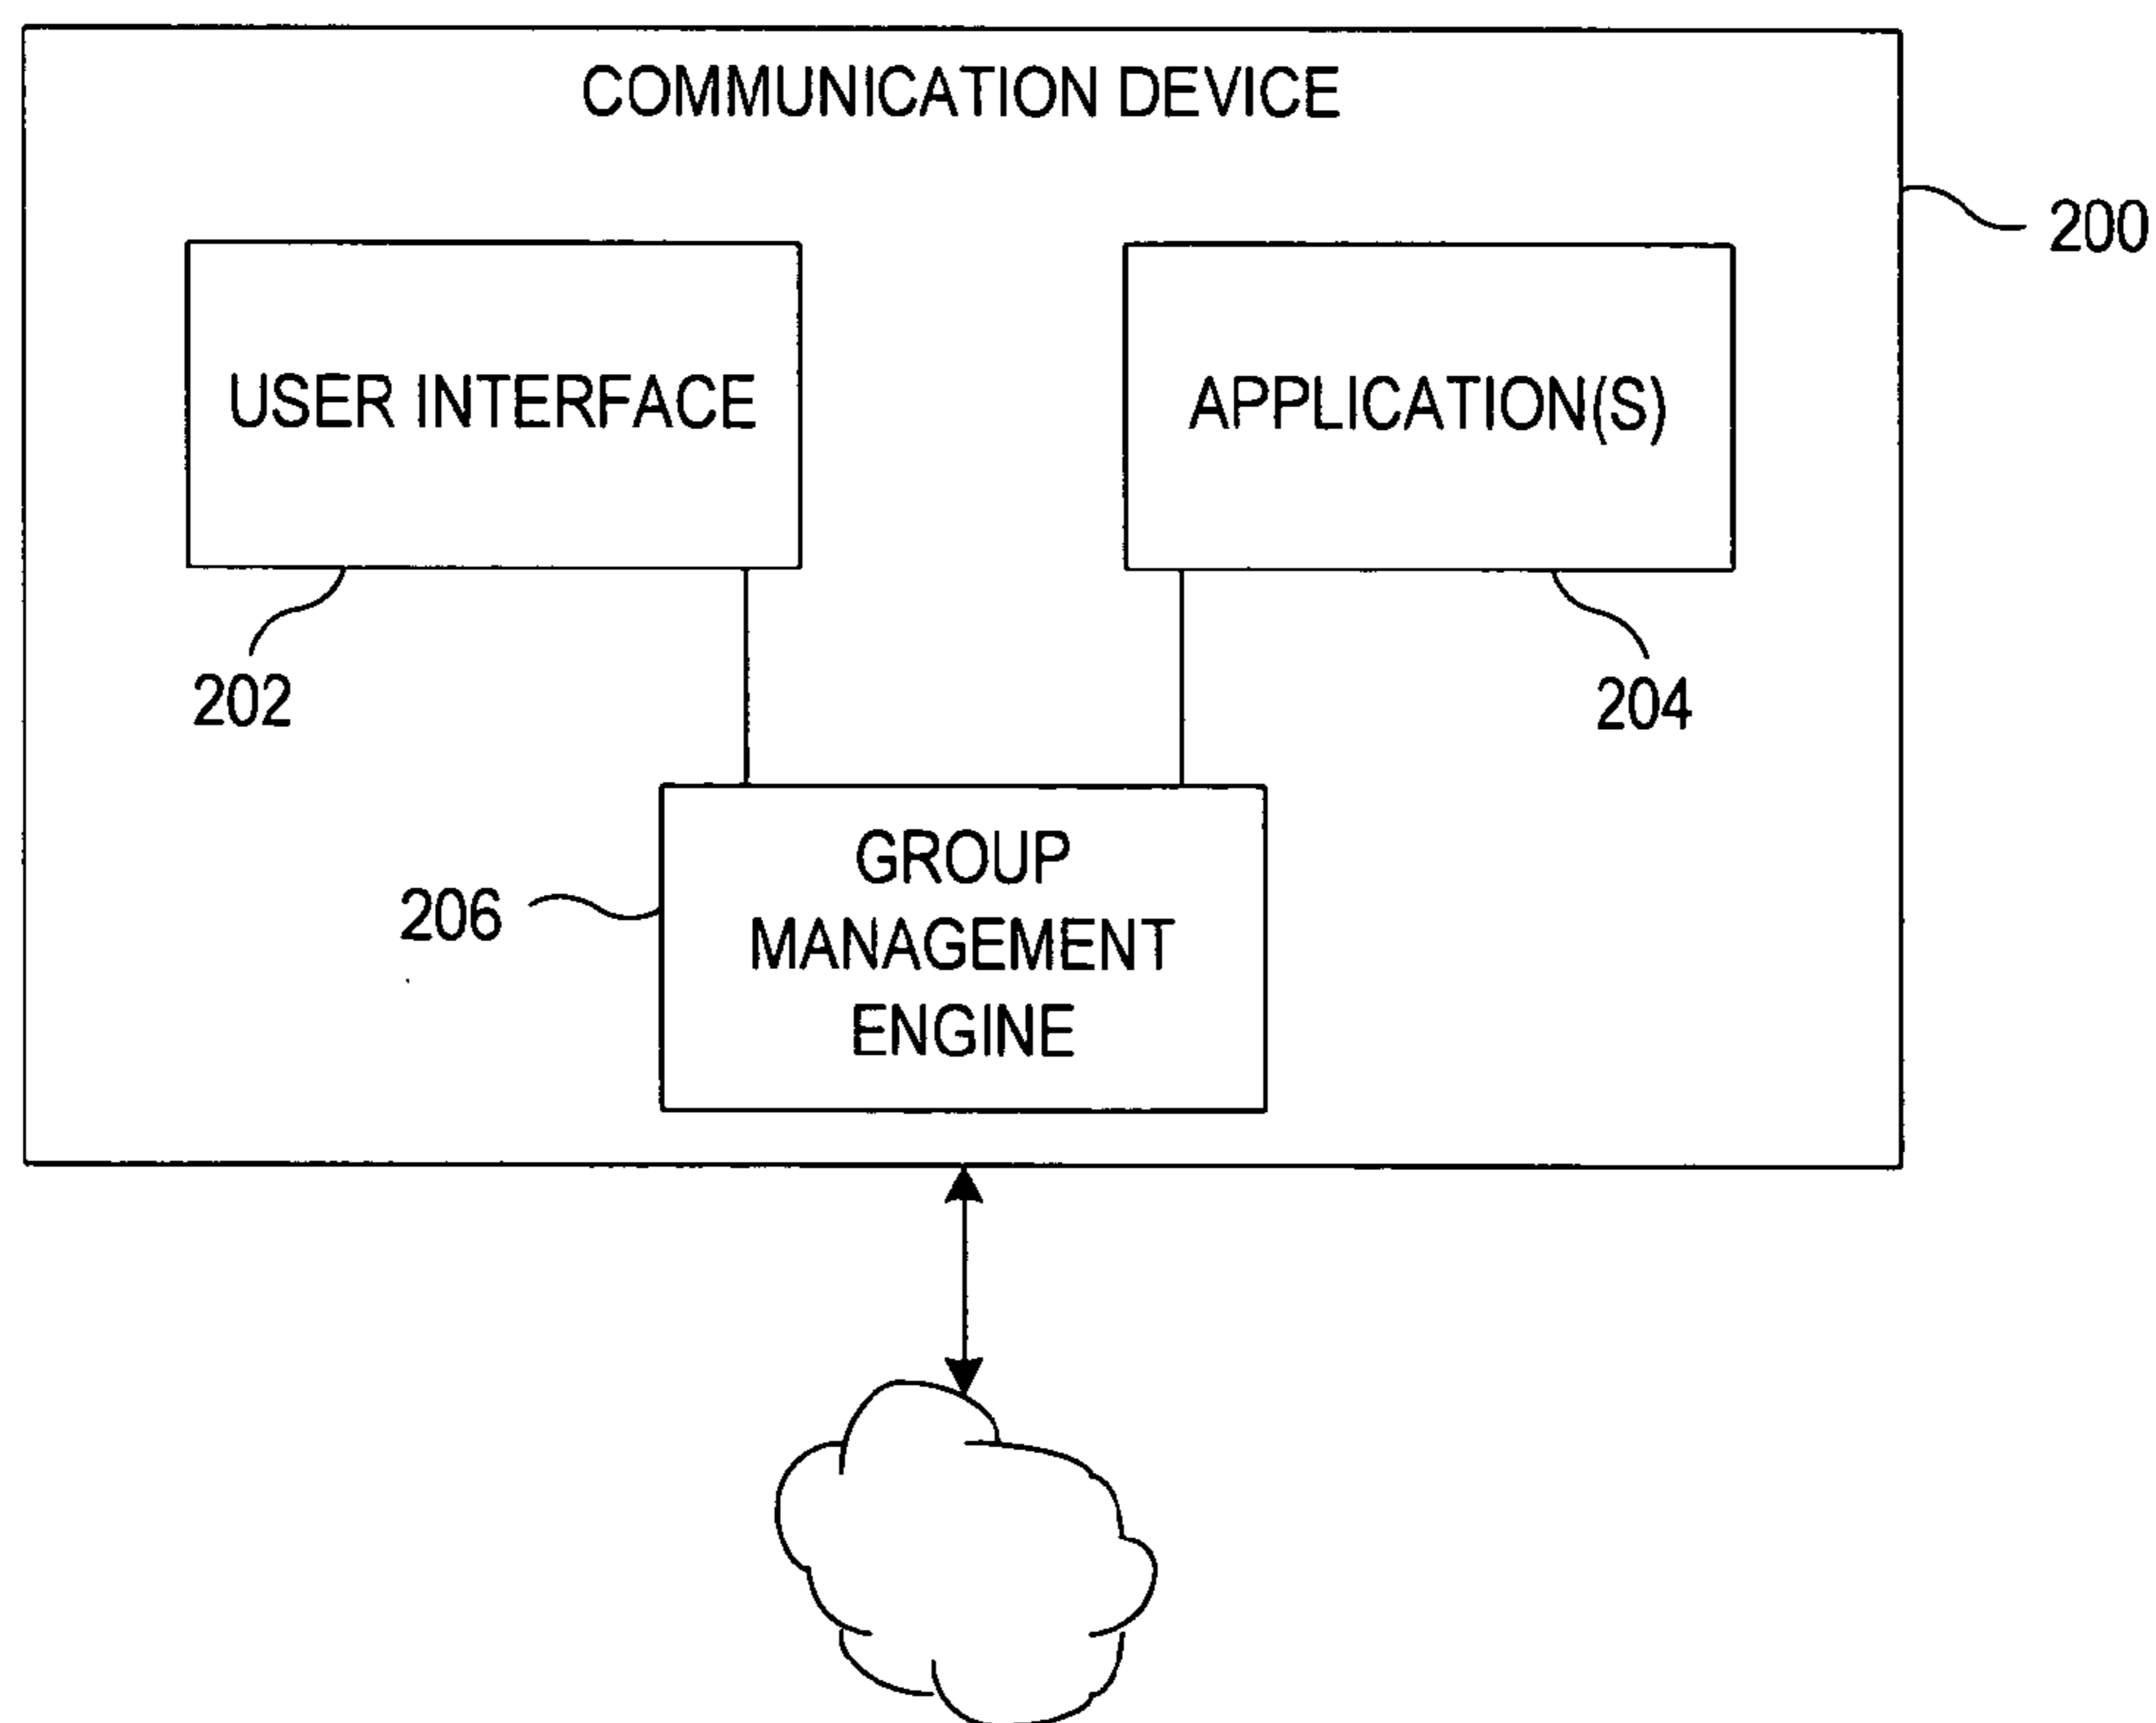 COMMUNICATION DEVICE
200
USER INTERFACE
APPLICATION(S)
202
204
206
GROUP
MANAGEMENT
ENGINE